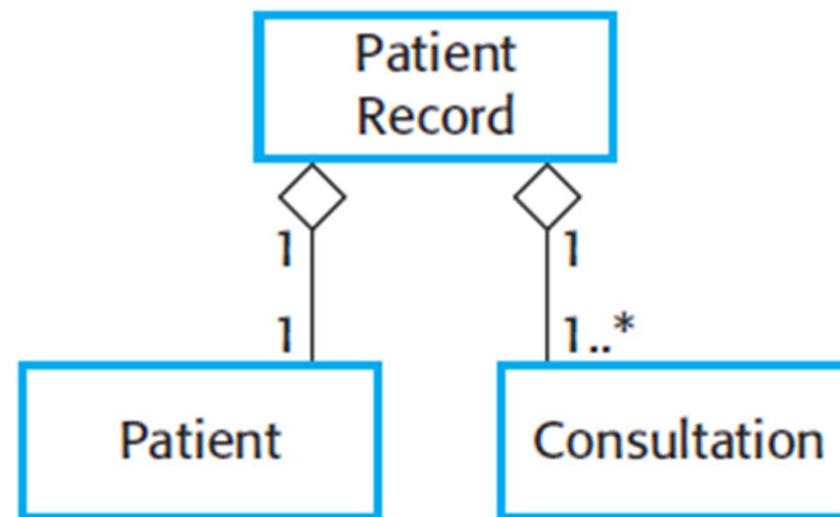 Patient
Record
1
1
1
1..*
Patient
Consultation